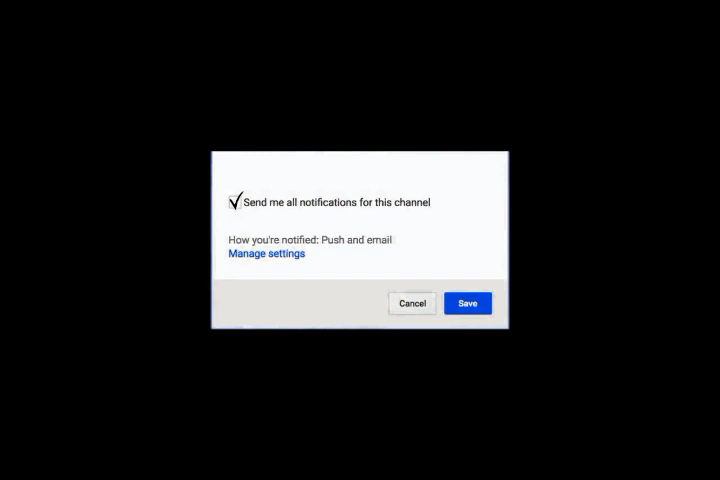 Send me all notifications for this channel
How you're notified: Push and email
Manage settings
Cancel Save